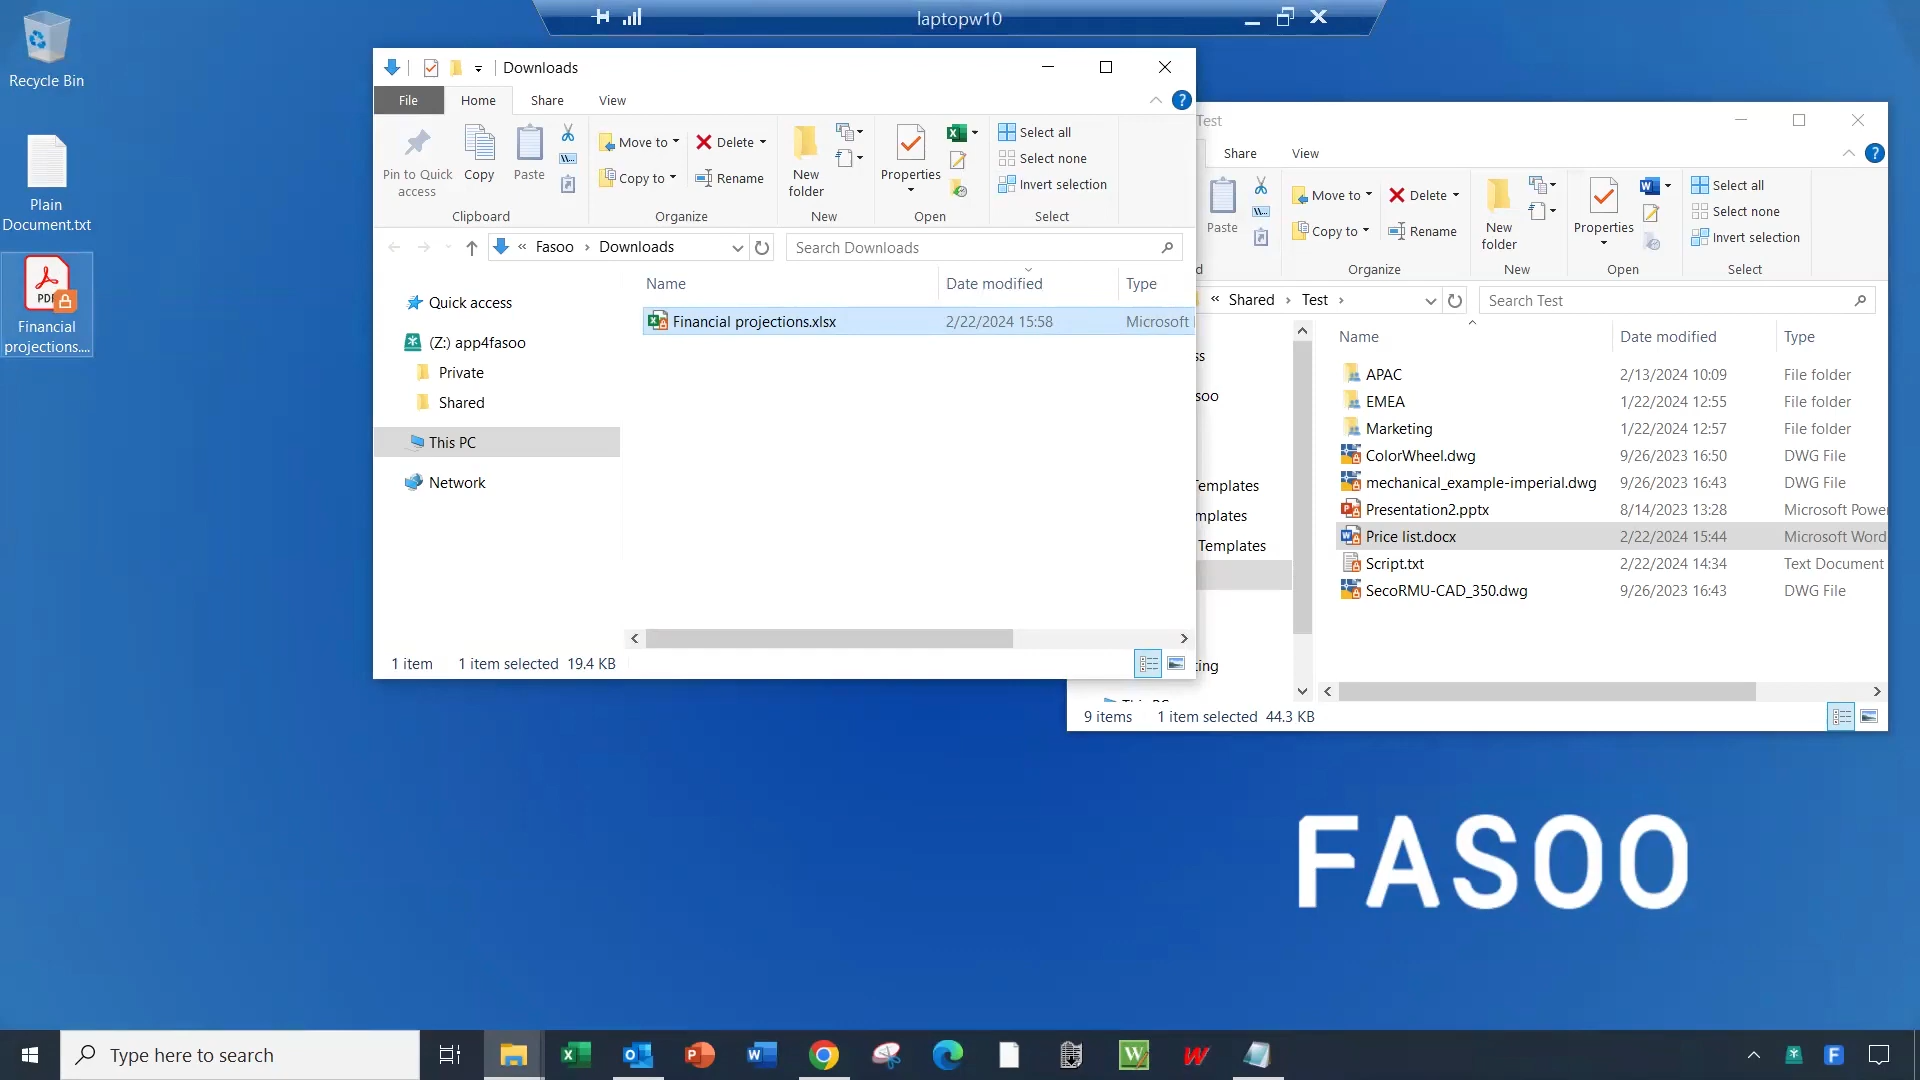 laptopw10
Recycle Bin
Plain
Document.txt
PDF
Financial
projections....
Downloads
File
Home
Share
View
Pin to Quick
access
Copy
Paste
Clipboard
Move to
Copy to
Delete
Rename
Organize
New
folder
New
Properties
Open
Select all
Select none
Invert selection
Select
« Fasoo › Downloads
Search Downloads
Quick access
(Z:) app4fasoo
Private
Shared
This PC
Network
Name
Date modified
Type
Financial projections.xlsx
2/22/2024 15:58
Microsoft
1 item
1 item selected 19.4 KB
Test
Share
View
Paste
Move to
Copy to
Delete
Rename
Organize
New
folder
New
Properties
Open
Select all
Select none
Invert selection
Select
« Shared › Test ›
Search Test
ss
soo
Templates
mplates
Templates
ting
Name
Date modified
Type
APAC 2/13/2024 10:09 File folder
EMEA 1/22/2024 12:55 File folder
Marketing 1/22/2024 12:57 File folder
ColorWheel.dwg 9/26/2023 16:50 DWG File
mechanical_example-imperial.dwg 9/26/2023 16:43 DWG File
Presentation2.pptx 8/14/2023 13:28 Microsoft Power
Price list.docx 2/22/2024 15:44 Microsoft Word
Script.txt 2/22/2024 14:34 Text Document
SecoRMU-CAD_350.dwg 9/26/2023 16:43 DWG File
9 items
1 item selected 44.3 KB
FASOO
Type here to search